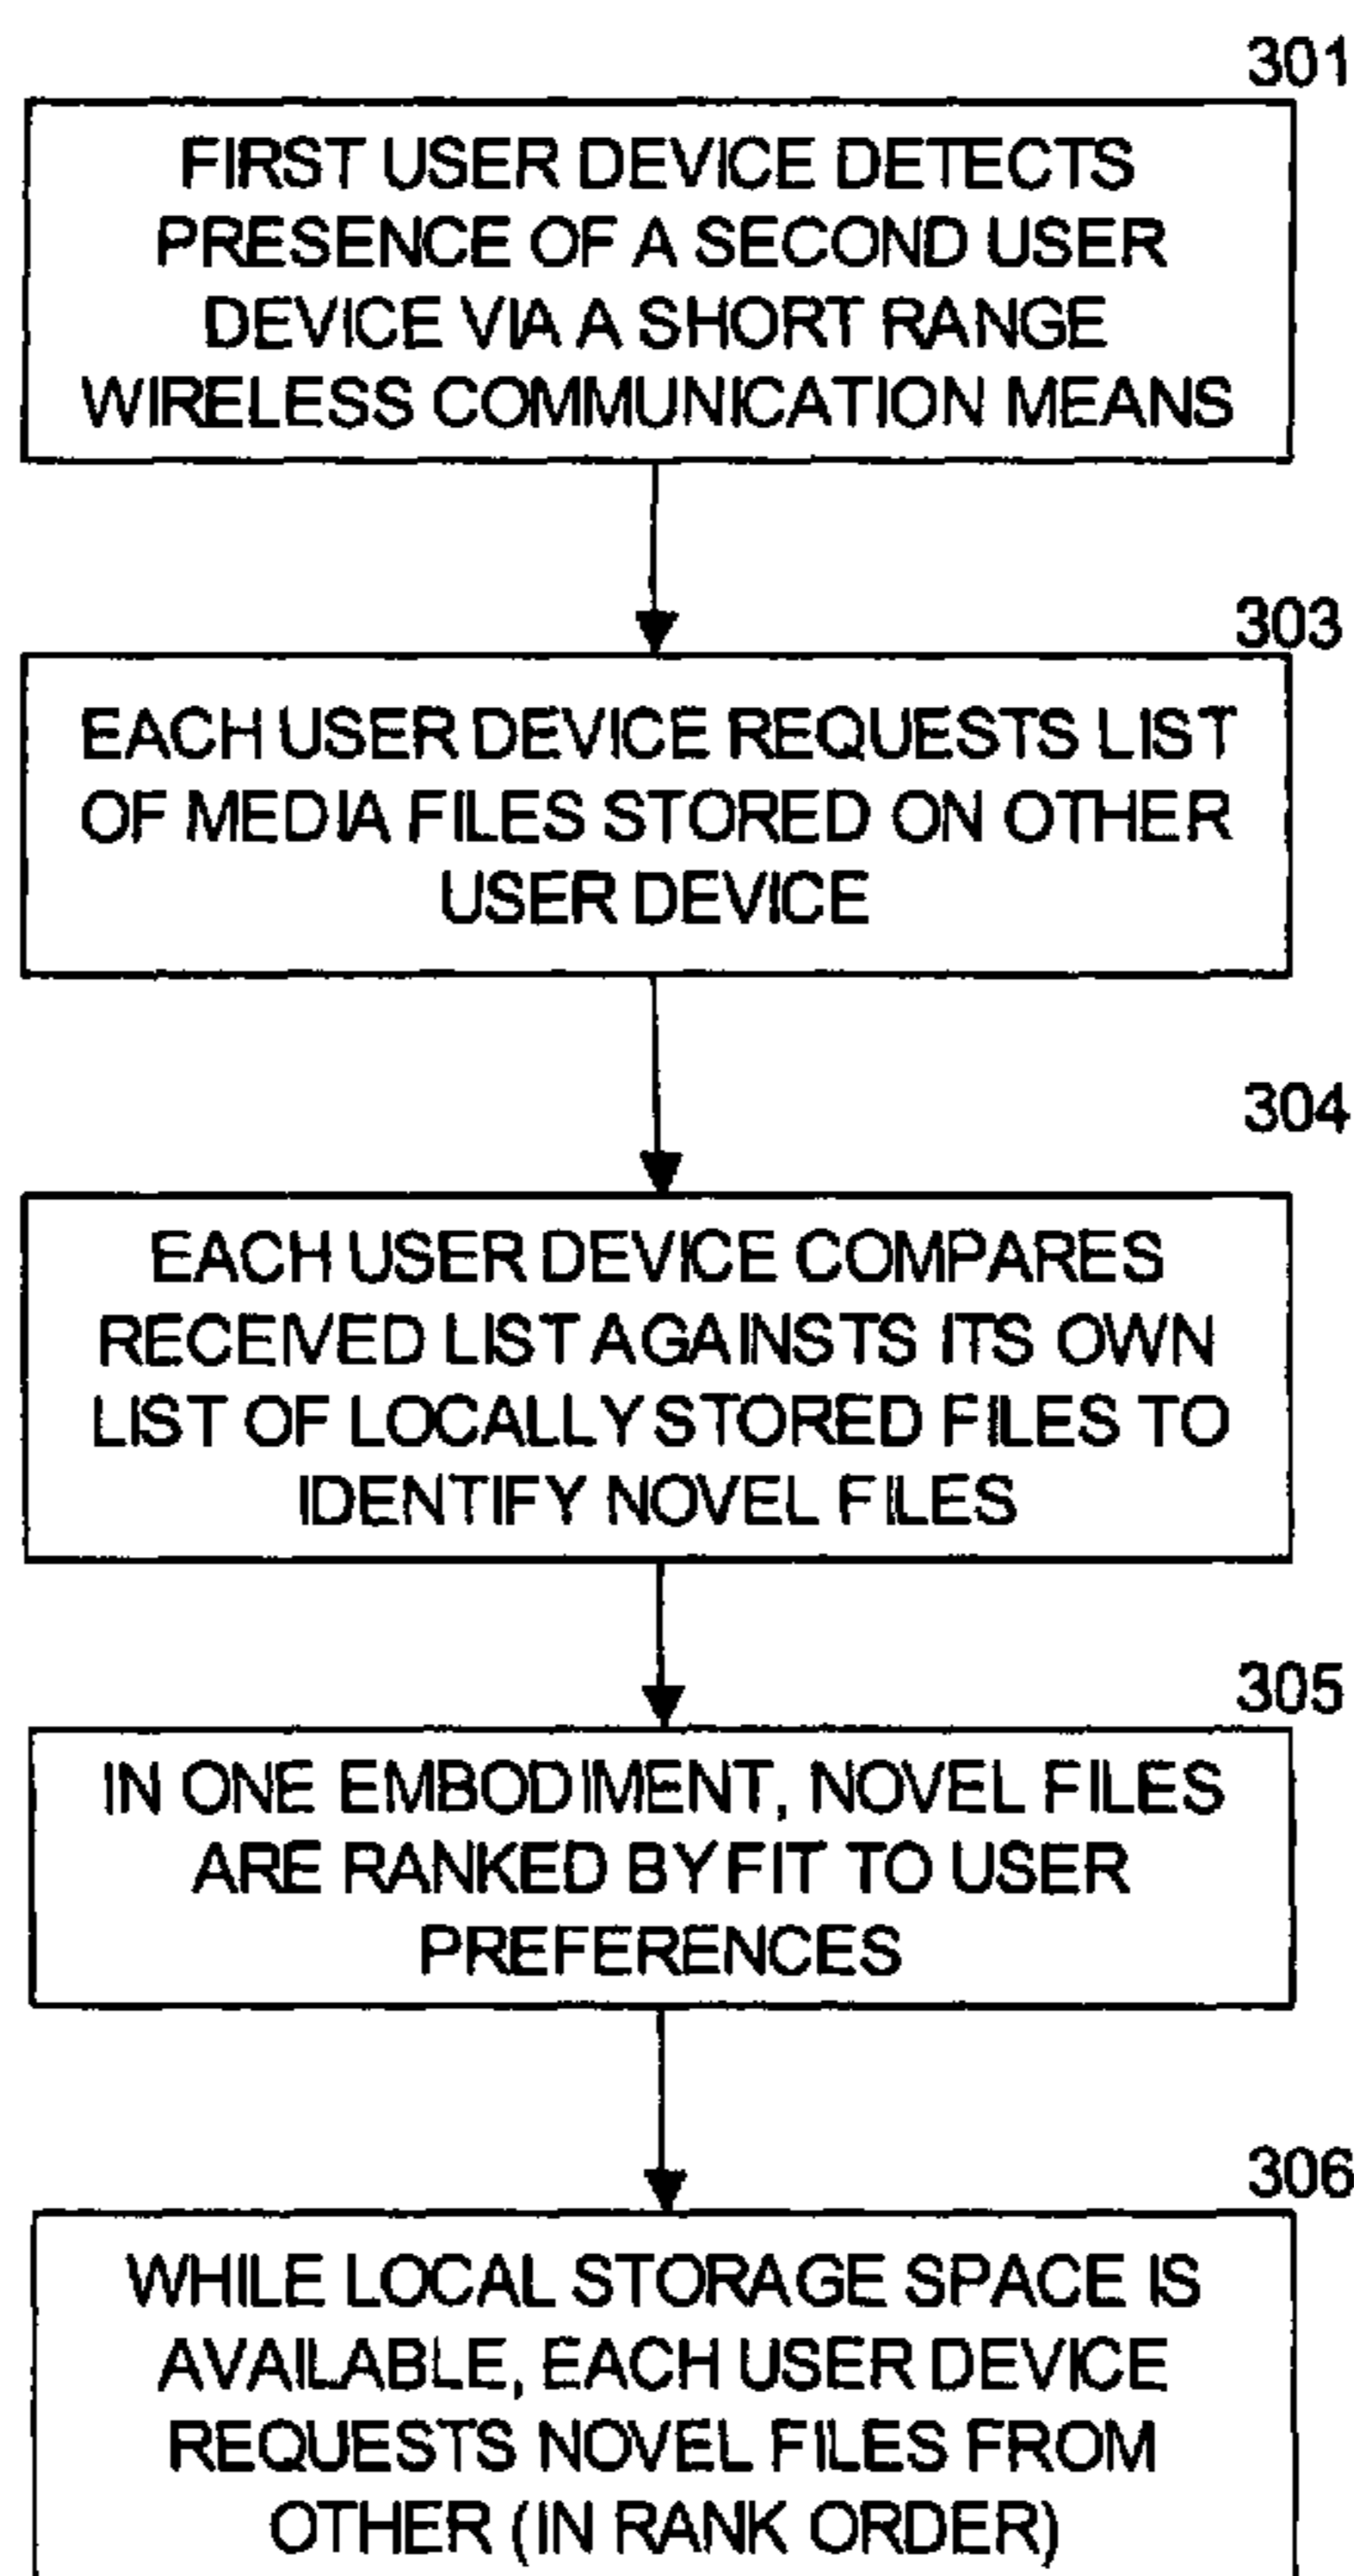 301
FIRST USER DEVICE DETECTS
PRESENCE OF A SECOND USER
DEVICE VIA A SHORT RANGE
WIRELESS COMMUNICATION MEANS
303
EACH USER DEVICE REQUESTS LIST
OF MEDIA FILES STORED ON OTHER
USER DEVICE
304
EACH USER DEVICE COMPARES
RECEIVED LIST AGAINSTS ITS OWN
LIST OF LOCALLY STORED FILES TO
IDENTIFY NOVEL FILES
305
IN ONE EMBODIMENT, NOVEL FILES
ARE RANKED BY FIT TO USER
PREFERENCES
306
WHILE LOCAL STORAGE SPACE IS
AVAILABLE, EACH USER DEVICE
REQUESTS NOVEL FILES FROM
OTHER (IN RANK ORDER)